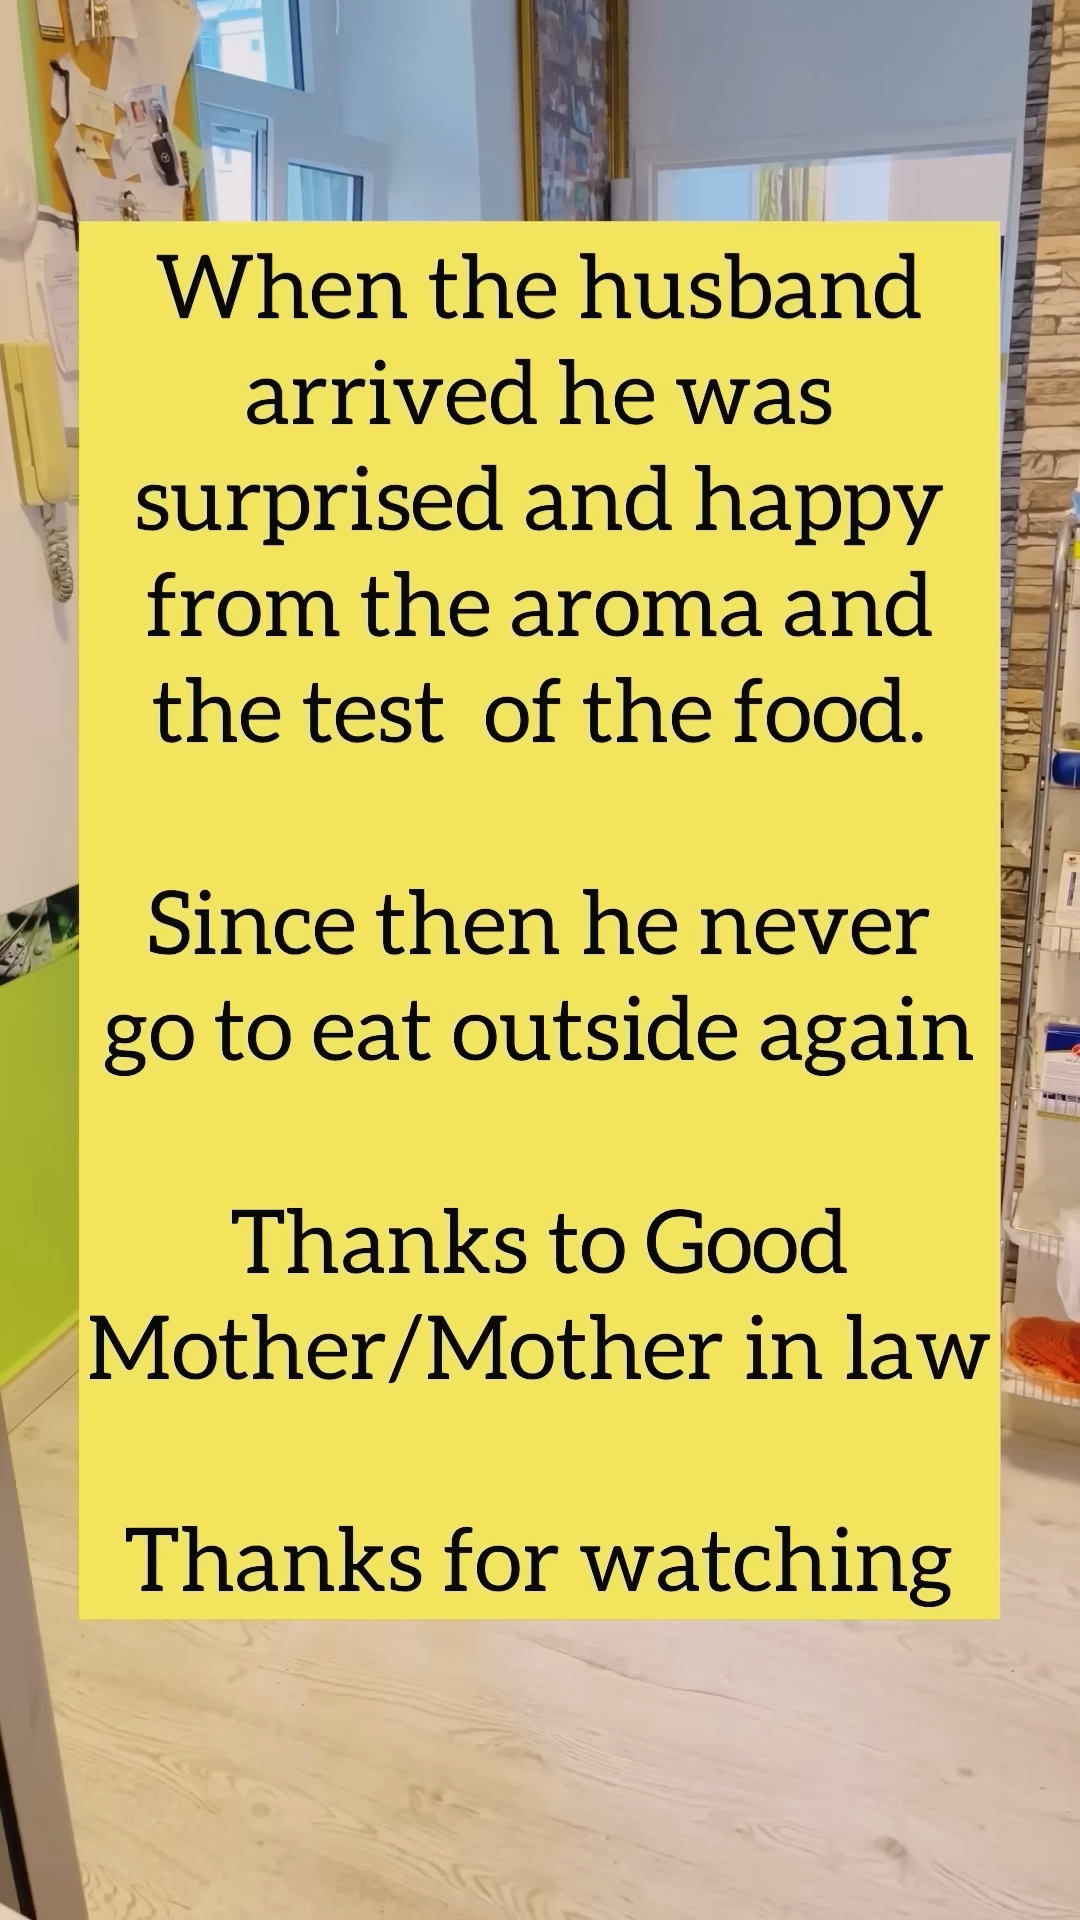 When the husband
arrived he was
surprised and happy
from the aroma and
the test  of the food.
Since then he never
go to eat outside again
Thanks to Good
Mother/Mother in law
Thanks for watching